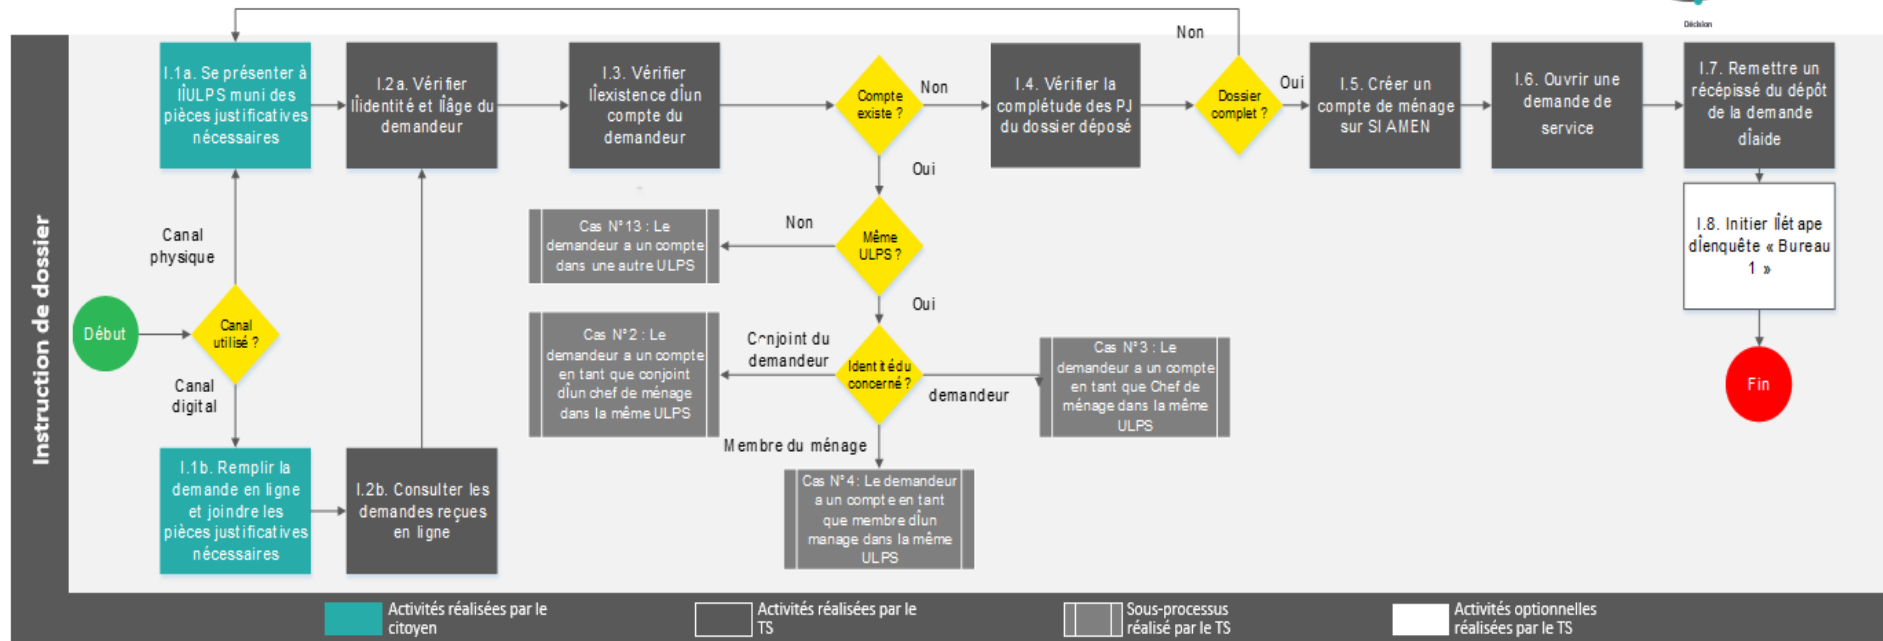 Décision
Non
I.1a. Se présenter à
lÎULPS muni des
pièces justificatives
nécessaires
I.2a. Vérifier
lÎidentité et lÎâge du
demandeur
I.3. Vérifier
lÎexistence dÎun
compte du
demandeur
Compte
existe ?
Non
I.4. Vérifier la
complétude des PJ
du dossier déposé
Dossier
complet ?
Oui
I.5. Créer un
compte de ménage
sur SI AMEN
I.6. Ouvrir une
demande de
service
I.7. Remettre un
récépissé du dépôt
de la demande
dÎaide
Oui
Instruction de dossier
Canal
physique
Cas N°13 : Le
demandeur a un compte
dans une autre ULPS
Non
Même
ULPS ?
I.8. Initier lÎétape
dÎenquête « Bureau
1 »
Oui
Début
Canal
utilisé ?
Cas N°2 : Le
demandeur a un compte
en tant que conjoint
dÎun chef de ménage
dans la même ULPS
Conjoint du
demandeur
Identité du
concerné ?
demandeur
Cas N°3 : Le
demandeur a un compte
en tant que Chef de
ménage dans la même
ULPS
Fin
Canal
digital
Membre du ménage
I.1b. Remplir la
demande en ligne
et joindre les
pièces justificatives
nécessaires
I.2b. Consulter les
demandes reçues
en ligne
Cas N°4 : Le demandeur
a un compte en tant
que membre dÎun
manage dans la même
ULPS
Activités réalisées par le
citoyen
Activités réalisées par le
TS
Sous-processus
réalisé par le TS
Activités optionnelles
réalisées par le TS